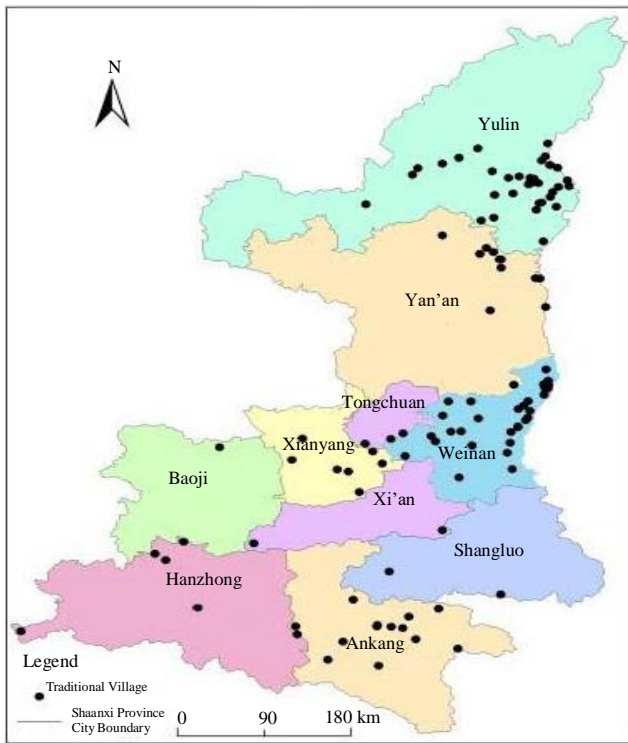 N
Yulin
Yan'an
Tongchuan
Xianyang
Weinan
Baoji
Xi'an
Shangluo
Hanzhong
Ankang
Legend
Traditional Village
Shaanxi Province
City Boundary
0 90 180 km